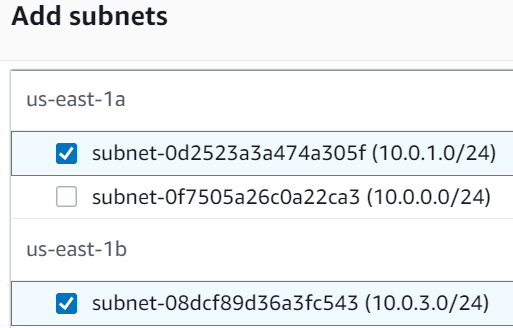 Add subnets
us-east-1a
subnet-0d2523a3a474a305f (10.0.1.0/24)
subnet-0f7505a26c0a22ca3 (10.0.0.0/24)
us-east-1b
subnet-08dcf89d36a3fc543 (10.0.3.0/24)